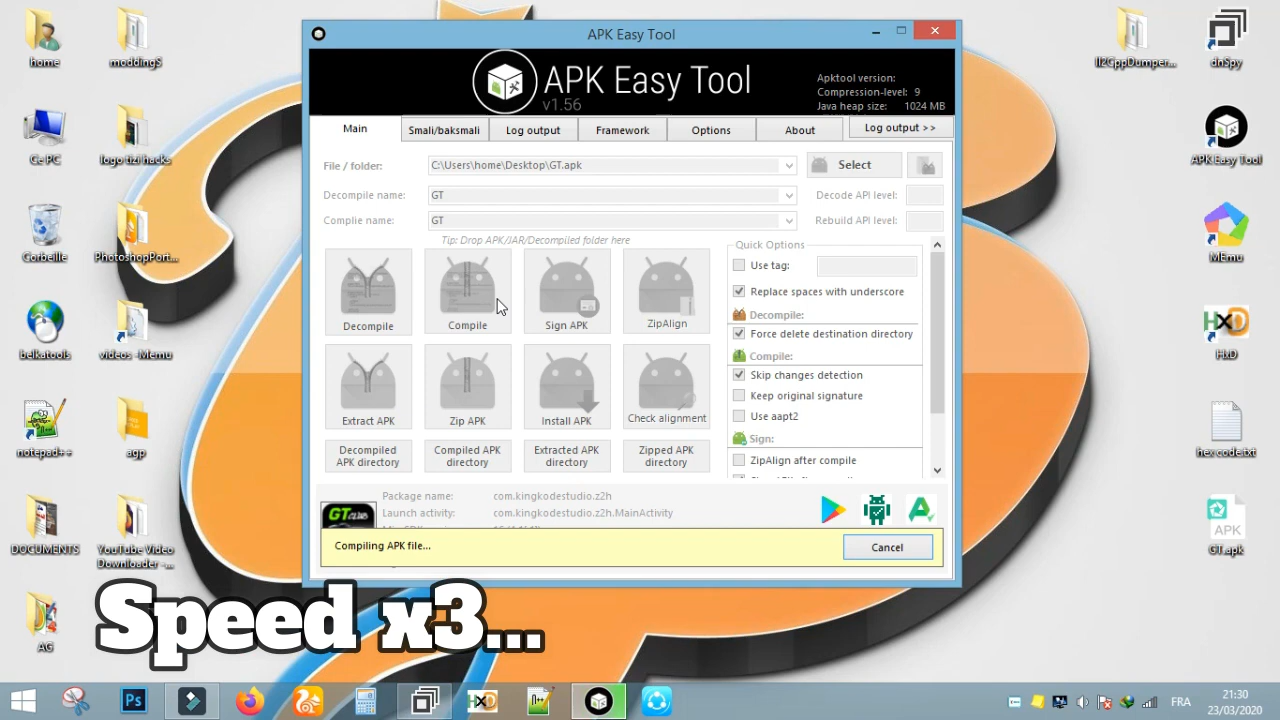 home
moddingS
Ce PC
logo tizi hacks
Corbeille
PhotoshopPort...
belkatools
videos -Memu
notepad++
agp
DOCUMENTS
YouTube Video
Downloader -...
AG
APK Easy Tool
APK Easy Tool
v1.56
Apktool version:
Compression-level: 9
Java heap size: 1024 MB
Main
Smali/baksmali
Log output
Framework
Options
About
Log output >>
File / folder:
C:\Users\home\Desktop\GT.apk
Select
Decompile name:
GT
Decode API level:
Complie name:
GT
Rebuild API level:
Tip: Drop APK/JAR/Decompiled folder here
Decompile
Compile
Sign APK
ZipAlign
Extract APK
Zip APK
Install APK
Check alignment
Decompiled
APK directory
Compiled APK
directory
Extracted APK
directory
Zipped APK
directory
Quick Options
Use tag:
Replace spaces with underscore
Decompile:
Force delete destination directory
Compile:
Skip changes detection
Keep original signature
Use aapt2
Sign:
ZipAlign after compile
Package name:
com.kingkodestudio.z2h
Launch activity:
com.kingkodestudio.z2h.MainActivity
Compiling APK file...
Cancel
Il2CppDumper...
dnSpy
APK Easy Tool
MEmu
HxD
HxD
hex code.txt
APK
GT.apk
Speed x3...
Ps
HxD
FRA
21:30
23/03/2020